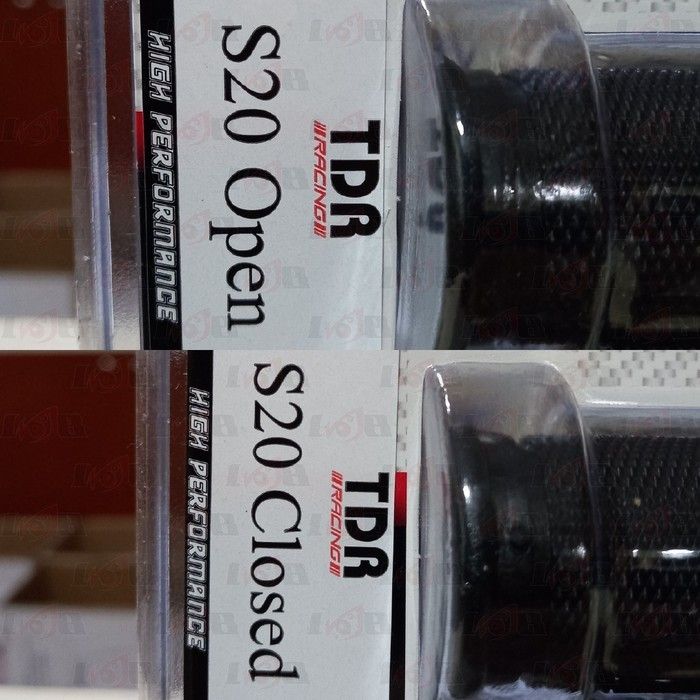 HIGH PERFORMANCE
S20 Open
TDR
RACING
HIGH PERFORMANCE
S20 Closed
TDR
RACING